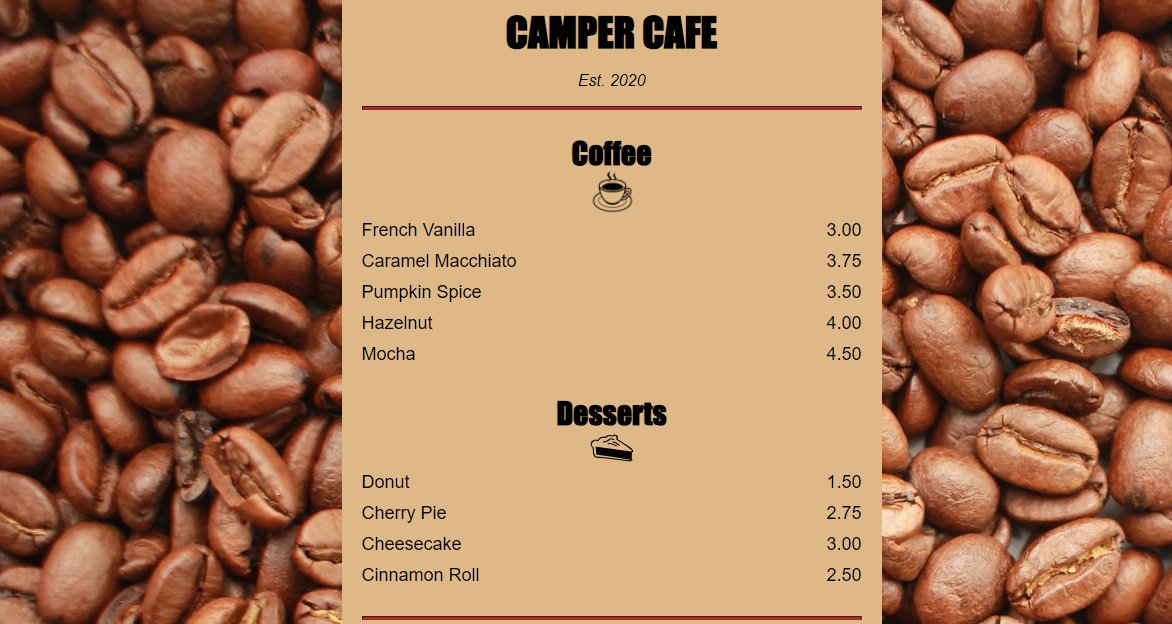 CAMPER CAFE
Est. 2020
Coffee
French Vanilla 3.00
Caramel Macchiato 3.75
Pumpkin Spice 3.50
Hazelnut 4.00
Mocha 4.50
Desserts
Donut 1.50
Cherry Pie 2.75
Cheesecake 3.00
Cinnamon Roll 2.50